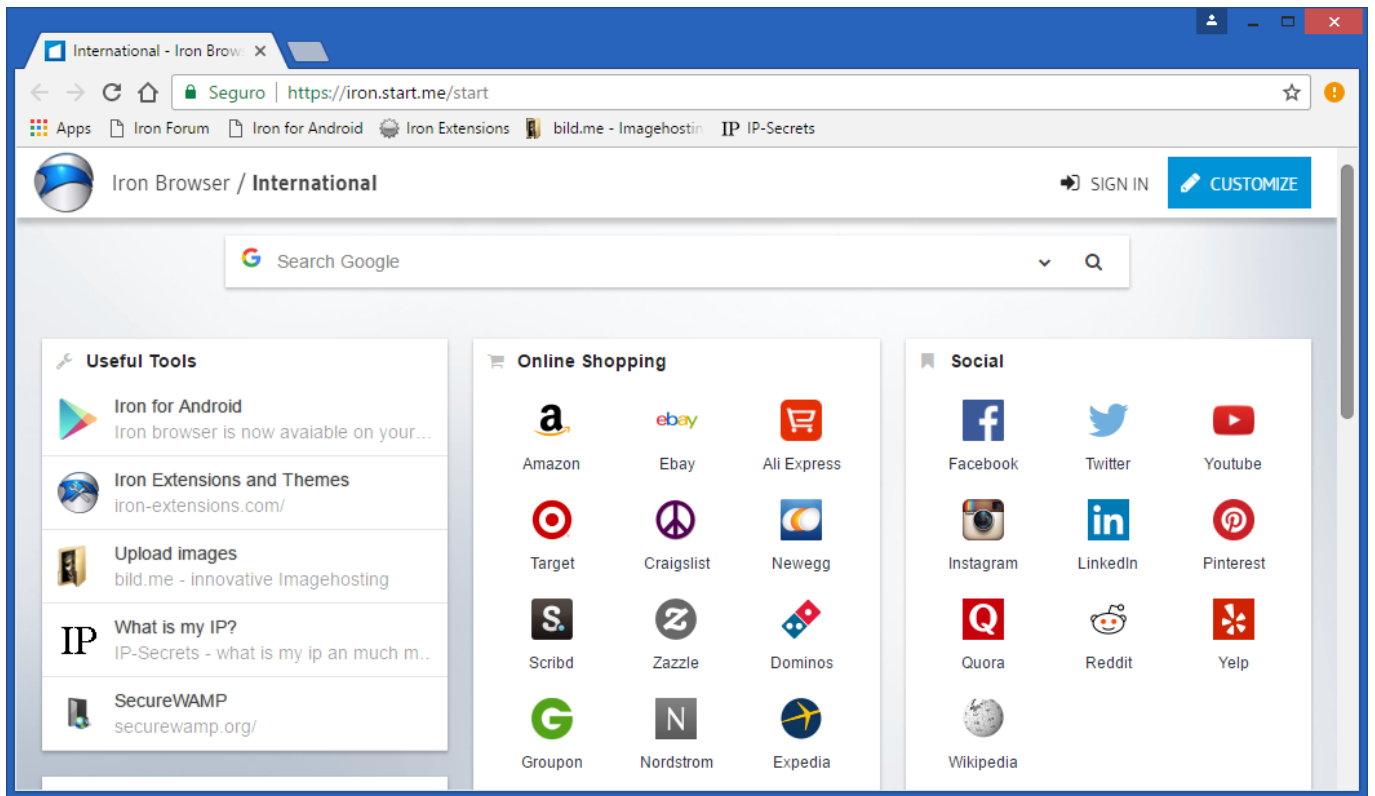 International - Iron Brow
Seguro https://iron.start.me/start
Apps Iron Forum Iron for Android Iron Extensions bild.me - Imagehostin IP IP-Secrets
Iron Browser / International SIGN IN CUSTOMIZE
G Search Google
Useful Tools
Iron for Android
Iron browser is now avaiable on your...
Iron Extensions and Themes
iron-extensions.com/
Upload images
bild.me - innovative Imagehosting
IP What is my IP?
IP-Secrets - what is my ip an much m..
SecureWAMP
securewamp.org/
Online Shopping
a ebay
Amazon Ebay Ali Express
Target Craigslist Newegg
S. Z
Scribd Zazzle Dominos
G N
Groupon Nordstrom Expedia
Social
f
Facebook Twitter Youtube
in
Instagram LinkedIn Pinterest
Q
Quora Reddit Yelp
Wikipedia